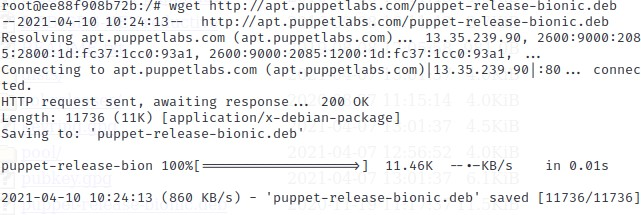 root@ee88f908b72b:/# wget http://apt.puppetlabs.com/puppet-release-bionic.deb
--2021-04-10 10:24:13--  http://apt.puppetlabs.com/puppet-release-bionic.deb
Resolving apt.puppetlabs.com (apt.puppetlabs.com)... 13.35.239.90, 2600:9000:208
5:2800:1d:fc37:1cc0:93a1, 2600:9000:2085:1200:1d:fc37:1cc0:93a1, ...
Connecting to apt.puppetlabs.com (apt.puppetlabs.com)|13.35.239.90|:80... connec
ted.
HTTP request sent, awaiting response... 200 OK
Length: 11736 (11K) [application/x-debian-package]
Saving to: 'puppet-release-bionic.deb'
puppet-release-bion 100%[===================>]  11.46K  --.-KB/s    in 0.01s
2021-04-10 10:24:13 (860 KB/s) - 'puppet-release-bionic.deb' saved [11736/11736]